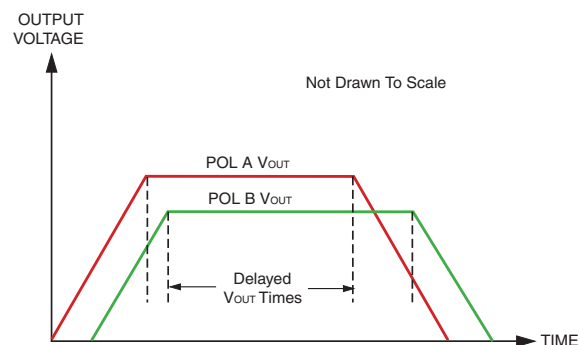 OUTPUT
VOLTAGE
Not Drawn To Scale
POL A VOUT
POL B VOUT
Delayed
VOUT Times
TIME